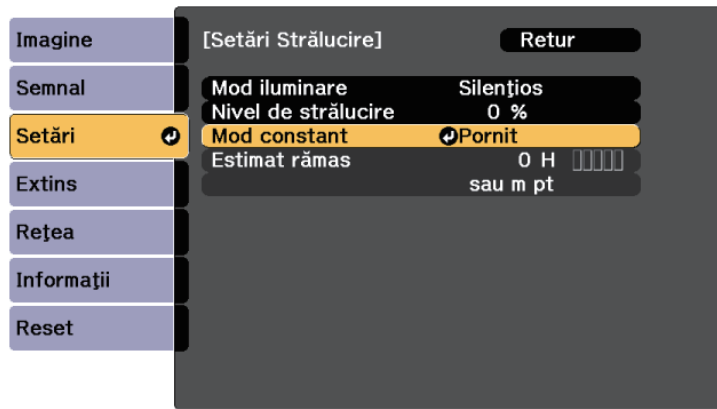 Imagine
Semnal
Setări
Extins
Reţea
Informaţii
Reset
[Setări Strălucire] Retur
Mod iluminare Silenţios
Nivel de strălucire 0 %
Mod constant Pornit
Estimat rămas 0 H
sau m pt